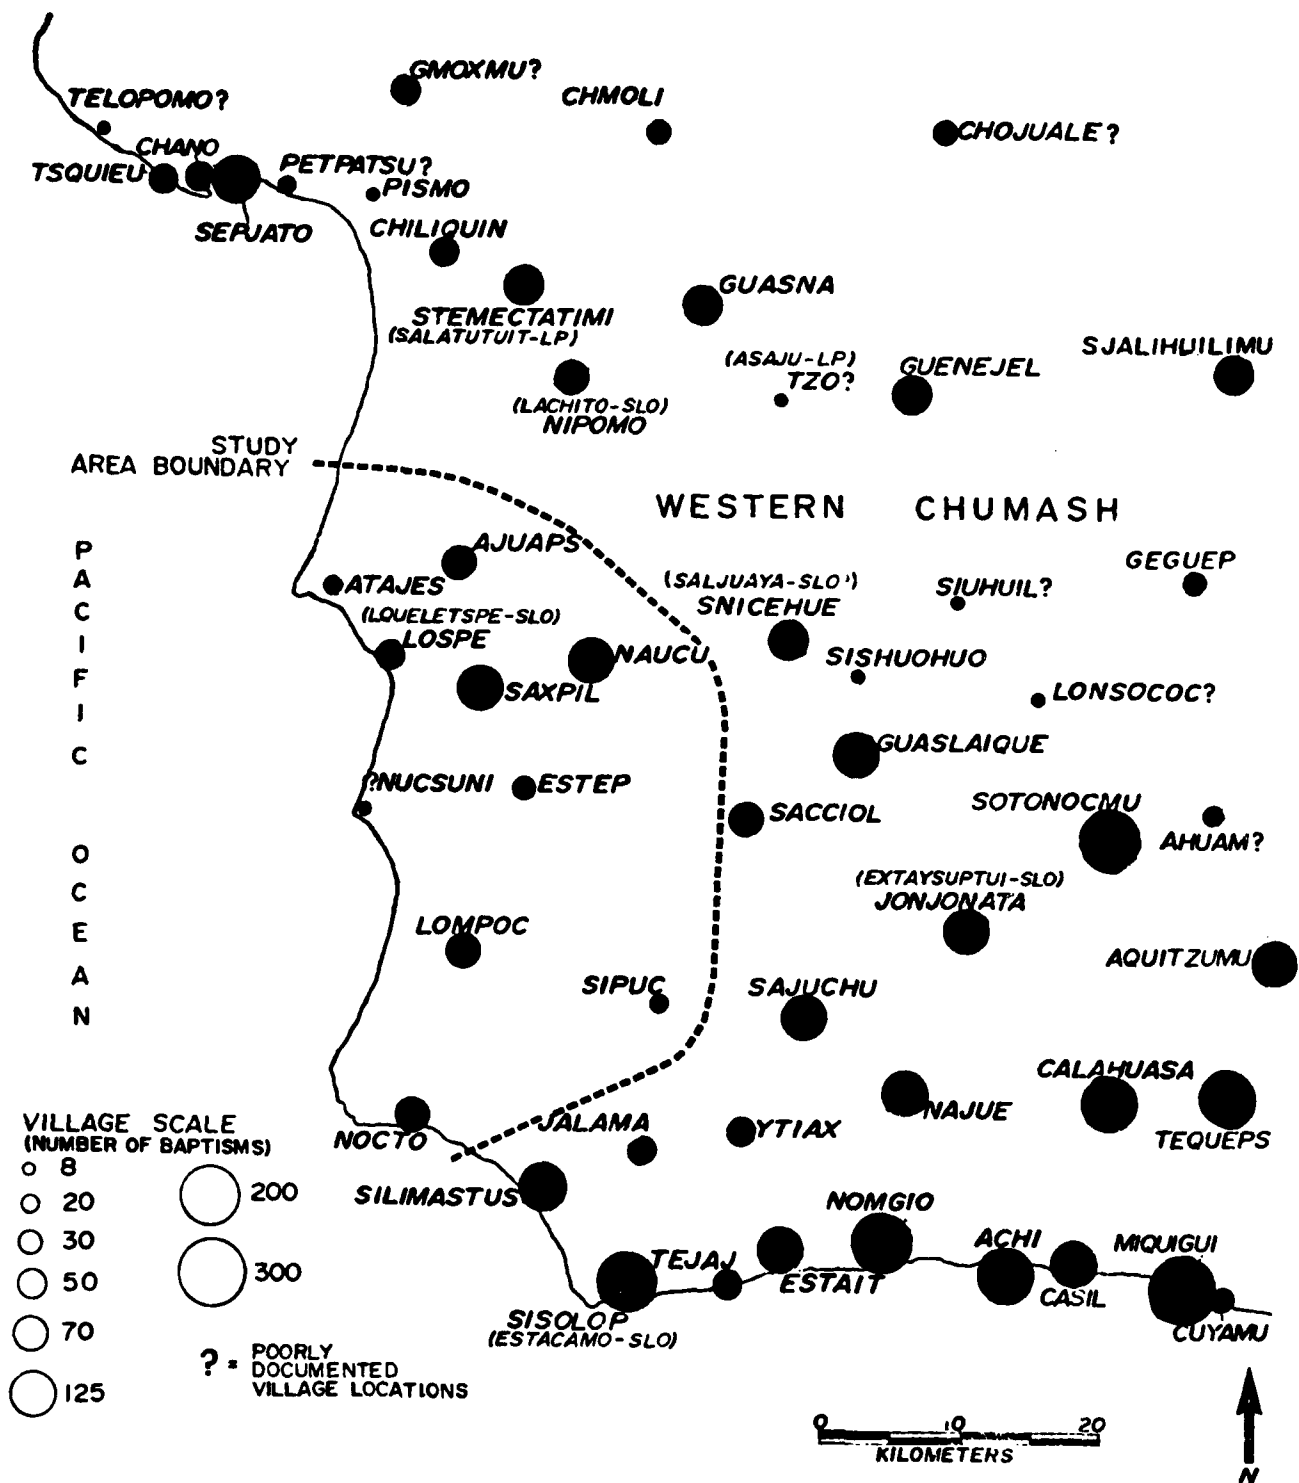 GMOXMU?
TELOPOMO?
CHMOLI
CHOJUALE?
CHANO
TSQUIEU
PETPATSU?
PISMO
SEPJATO
CHILIQUIN
GUASNA
STEMECTATIMI
(SALATUTUIT-LP)
SJALIHUILIMU
(ASAJU-LP)
TZO?
GUENEJEL
(LACHITO-SLO)
NIPOMO
STUDY
AREA BOUNDARY
WESTERN CHUMASH
PACIFIC OCEAN
AJUAPS
GEGUEP
ATAJES
(SALJUAYA-SLO')
SNICEHUE
SIUHUIL?
(LOUELETSPE-SLO)
LOSPE
NAUCU
SISHUOHUO
SAXPIL
LONSOCOC?
GUASLAIQUE
?NUCSUNI
ESTEP
SACCIOL
SOTONOCMU
AHUAM?
(EXTAYSUPTUI-SLO)
JONJONATA
LOMPOC
AQUITZUMU
SIPUC
SAJUCHU
CALAHUASA
NAJUE
TEQUEPS
JALAMA
YTIAX
NOCTO
SILIMASTUS
NOMGIO
TEJAJ
ACHI
MIQUIGUI
ESTAIT
CASIL
SISOLOP
(ESTACAMO-SLO)
CUYAMU
VILLAGE SCALE
(NUMBER OF BAPTISMS)
8
20
30
50
70
125
200
300
? = POORLY
DOCUMENTED
VILLAGE LOCATIONS
0 10 20
KILOMETERS
N